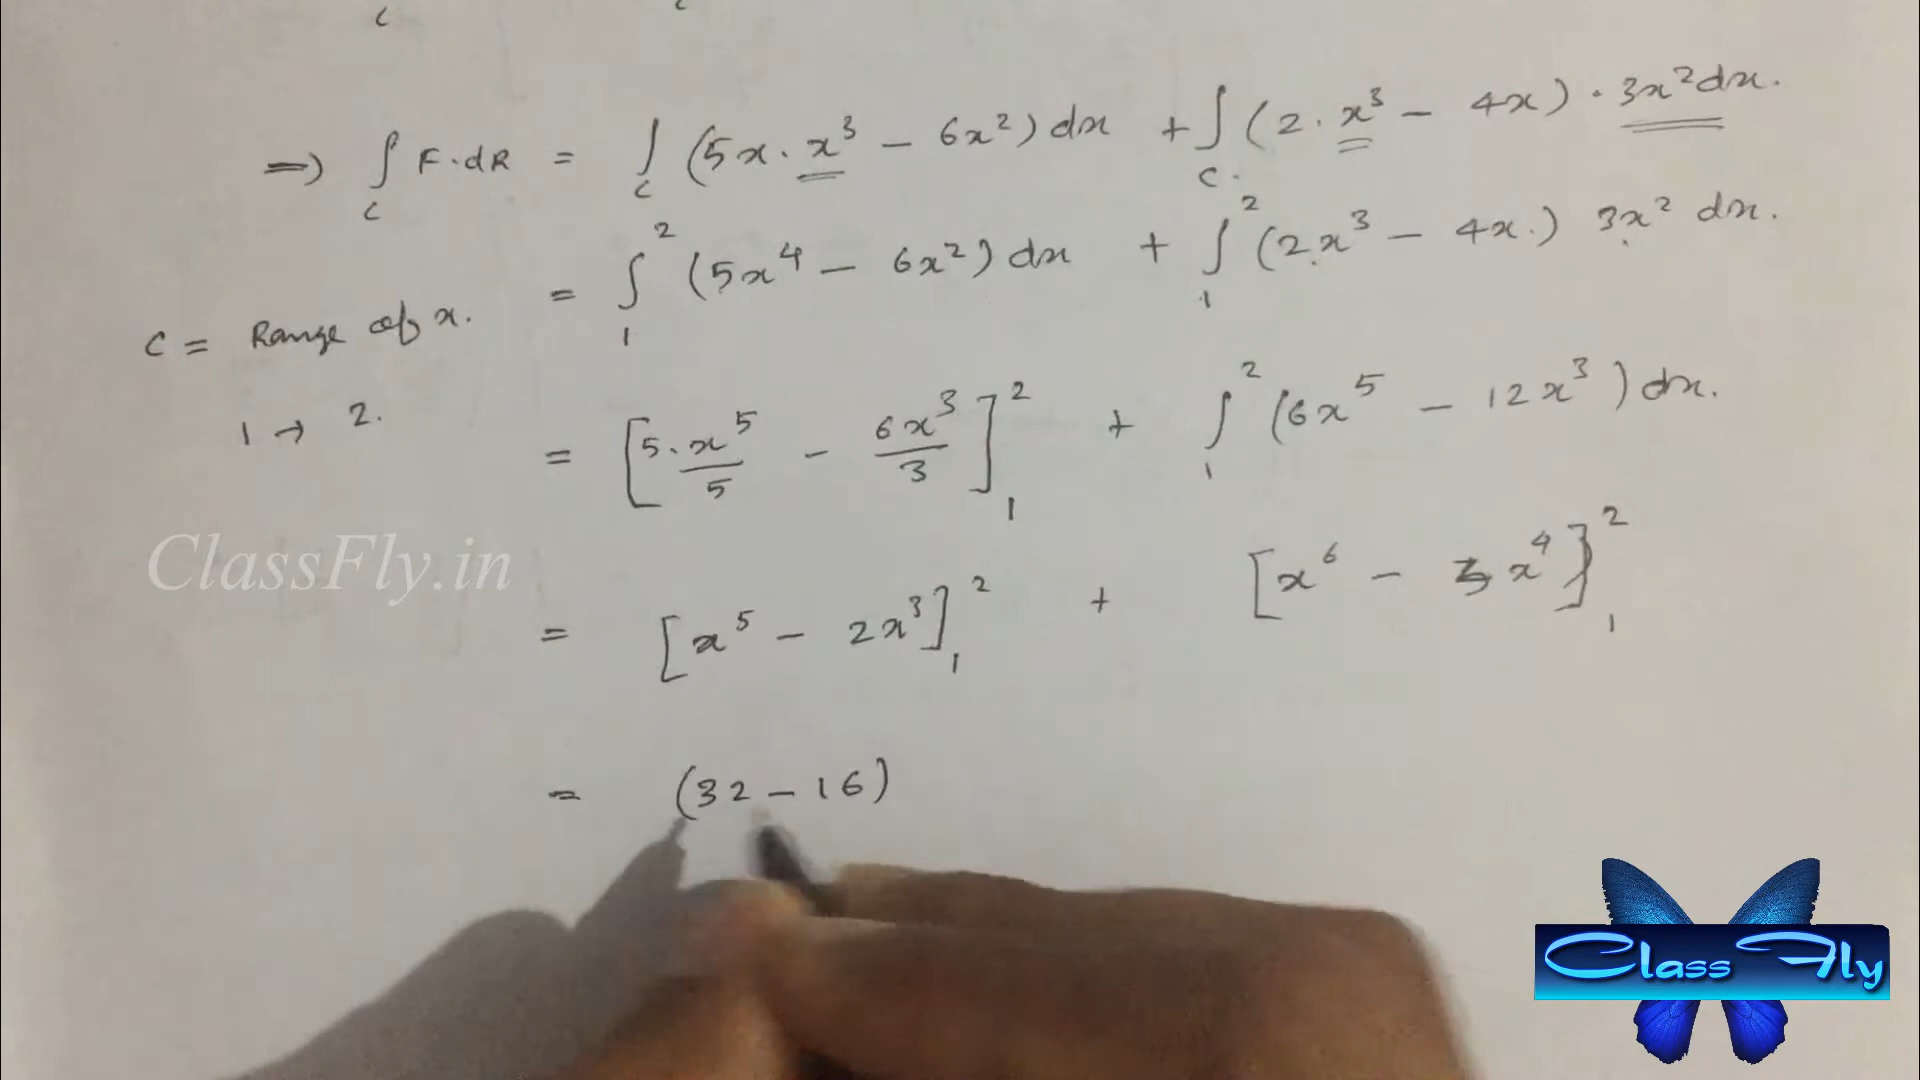 c c
=> ∫_c F·dR = ∫_c (5x·x³ − 6x²) dx + ∫_c (2·x³ − 4x)·3x² dx.
= ∫₁² (5x⁴ − 6x²) dx + ∫₁² (2x³ − 4x.) 3x² dx.
c = Range of x.
1 → 2.
= [5·x⁵/5 − 6x³/3]₁² + ∫₁² (6x⁵ − 12x³) dx.
= [x⁵ − 2x³]₁² + [x⁶ − 3x⁴]₁²
= (32 − 16)
ClassFly.in
Class Fly